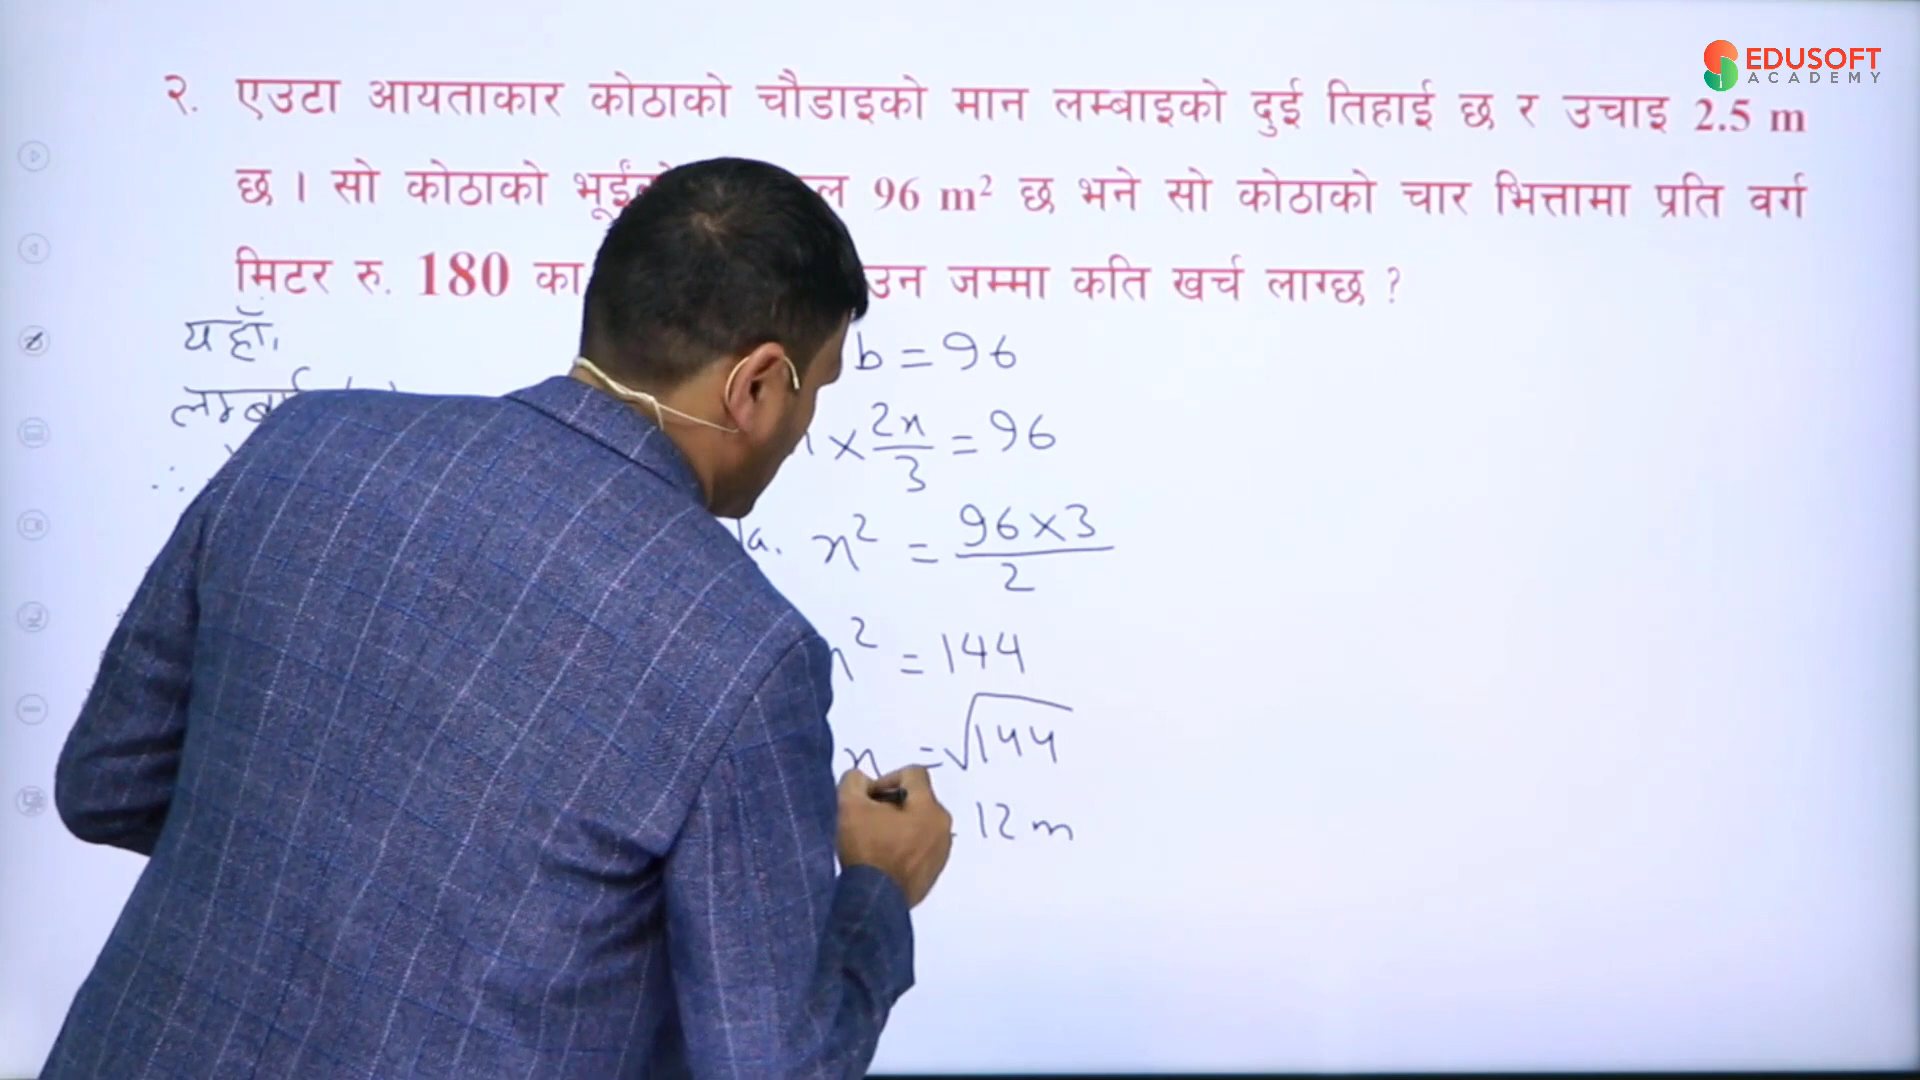 EDUSOFT
ACADEMY
२. एउटा आयताकार कोठाको चौडाइको मान लम्बाइको दुई तिहाई छ र उचाइ 2.5 m
छ । सो कोठाको 96 m² छ भने सो कोठाको चार भित्तामा प्रति वर्ग
मिटर रु. 180 जम्मा कति खर्च लाग्छ ?
यहाँ,
b = 96
× 2x/3 = 96
x² = 96×3/2
x² = 144
x = √144
12 m